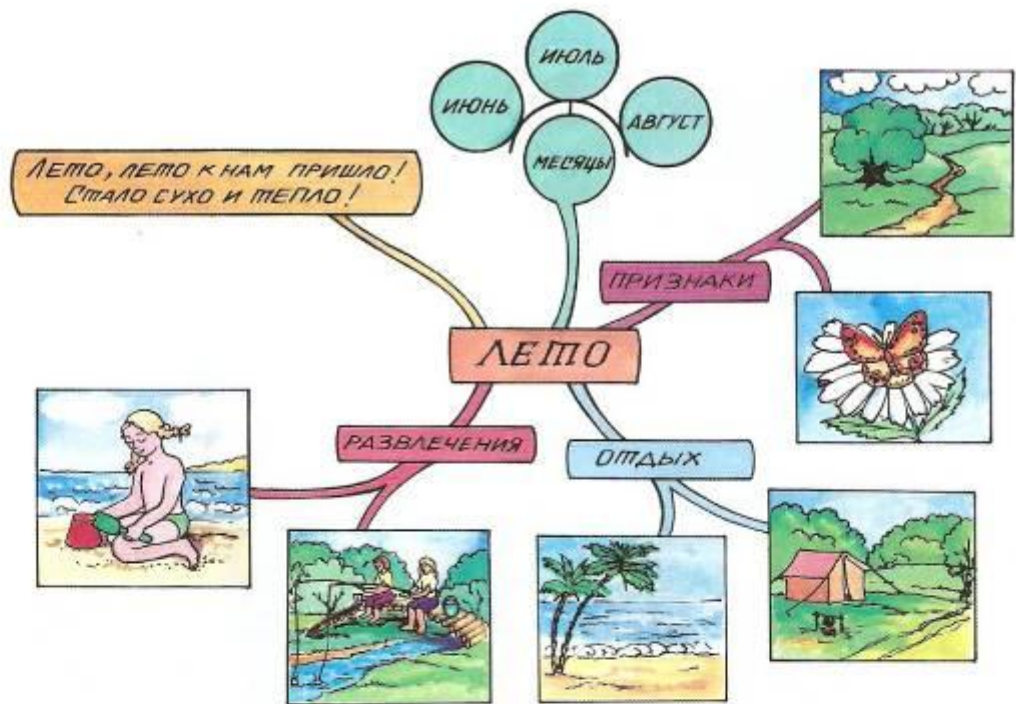 ИЮЛЬ
ИЮНЬ
АВГУСТ
МЕСЯЦЫ
ЛЕТО, ЛЕТО К НАМ ПРИШЛО!
СТАЛО СУХО И ТЕПЛО!
ПРИЗНАКИ
ЛЕТО
РАЗВЛЕЧЕНИЯ
ОТДЫХ